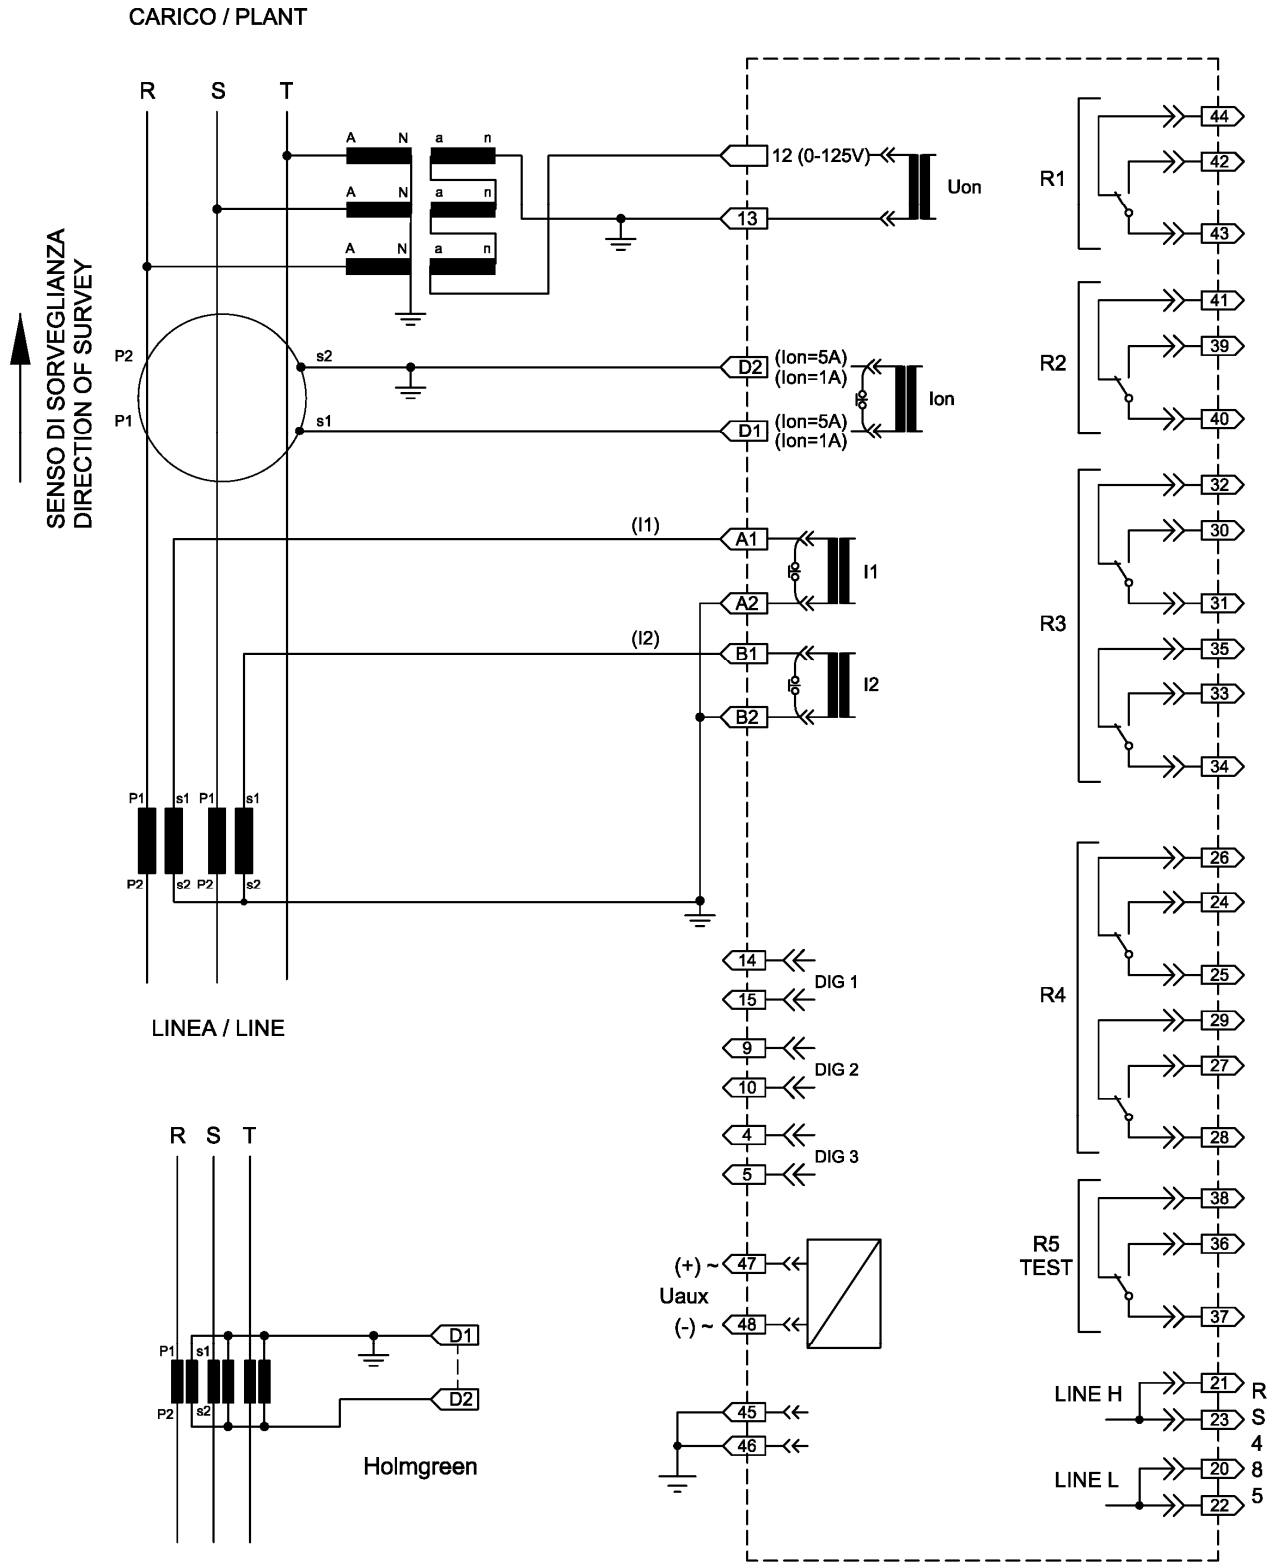 CARICO / PLANT
R S T
A N a n
A N a n
A N a n
12 (0-125V)
Uon
13
SENSO DI SORVEGLIANZA
DIRECTION OF SURVEY
P2
P1
s2
s1
D2
(Ion=5A)
(Ion=1A)
Ion
D1
(Ion=5A)
(Ion=1A)
(I1)
A1
I1
A2
(I2)
B1
I2
B2
P1 s1 P1 s1
P2 s2 P2 s2
LINEA / LINE
14
DIG 1
15
9
DIG 2
10
4
DIG 3
5
(+) ~ 47
Uaux
(-) ~ 48
45
46
R S T
P1 s1
P2 s2
D1
D2
Holmgreen
R1
44
42
43
R2
41
39
40
R3
32
30
31
35
33
34
R4
26
24
25
29
27
28
R5
TEST
38
36
37
LINE H
21
23
LINE L
20
22
R
S
4
8
5